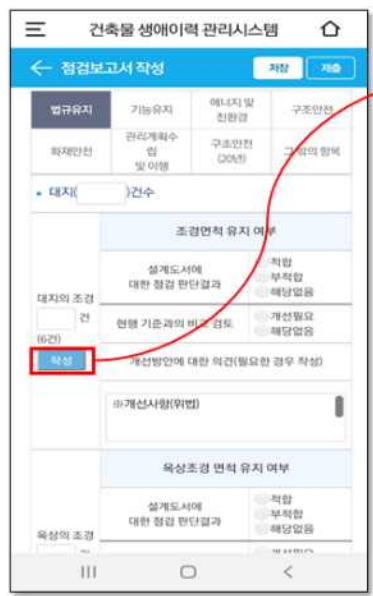 건축물 생애이력 관리시스템
점검보고서 작성
저장
제출
법규유지
기능유지
에너지 및
친환경
구조안전
화재안전
관리계획수
립
및 이행
구조안전
(20년)
그 밖의 항목
• 대지( )건수
조경면적 유지 여부
대지의 조경
건
(6건)
작성
설계도서에
대한 점검 판단결과
적합
부적합
해당없음
현행 기준과의 비교 검토
개선필요
해당없음
개선방안에 대한 의견(필요한 경우 작성)
※개선사항(위법)
옥상조경 면적 유지 여부
옥상의 조경
설계도서에
대한 점검 판단결과
적합
부적합
해당없음